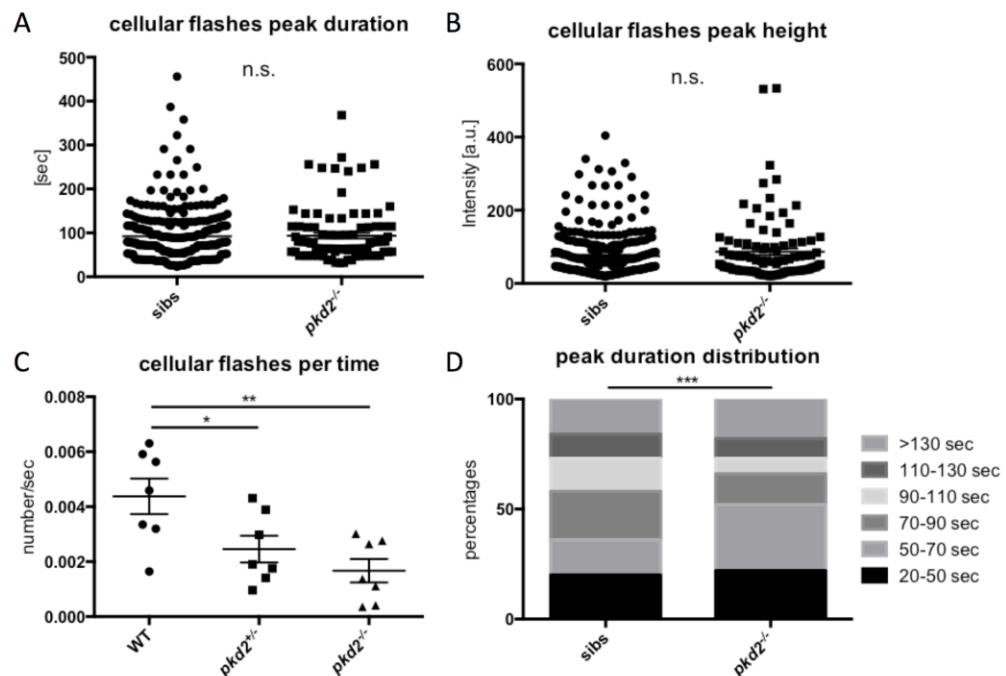 A
cellular flashes peak duration
n.s.
[sec]
500
400
300
200
100
0
sibs
pkd2-/-
B
cellular flashes peak height
n.s.
Intensity [a.u.]
600
400
200
0
sibs
pkd2-/-
C
cellular flashes per time
**
*
number/sec
0.008
0.006
0.004
0.002
0.000
WT
pkd2+/-
pkd2-/-
D
peak duration distribution
***
percentages
100
50
0
sibs
pkd2-/-
>130 sec
110-130 sec
90-110 sec
70-90 sec
50-70 sec
20-50 sec